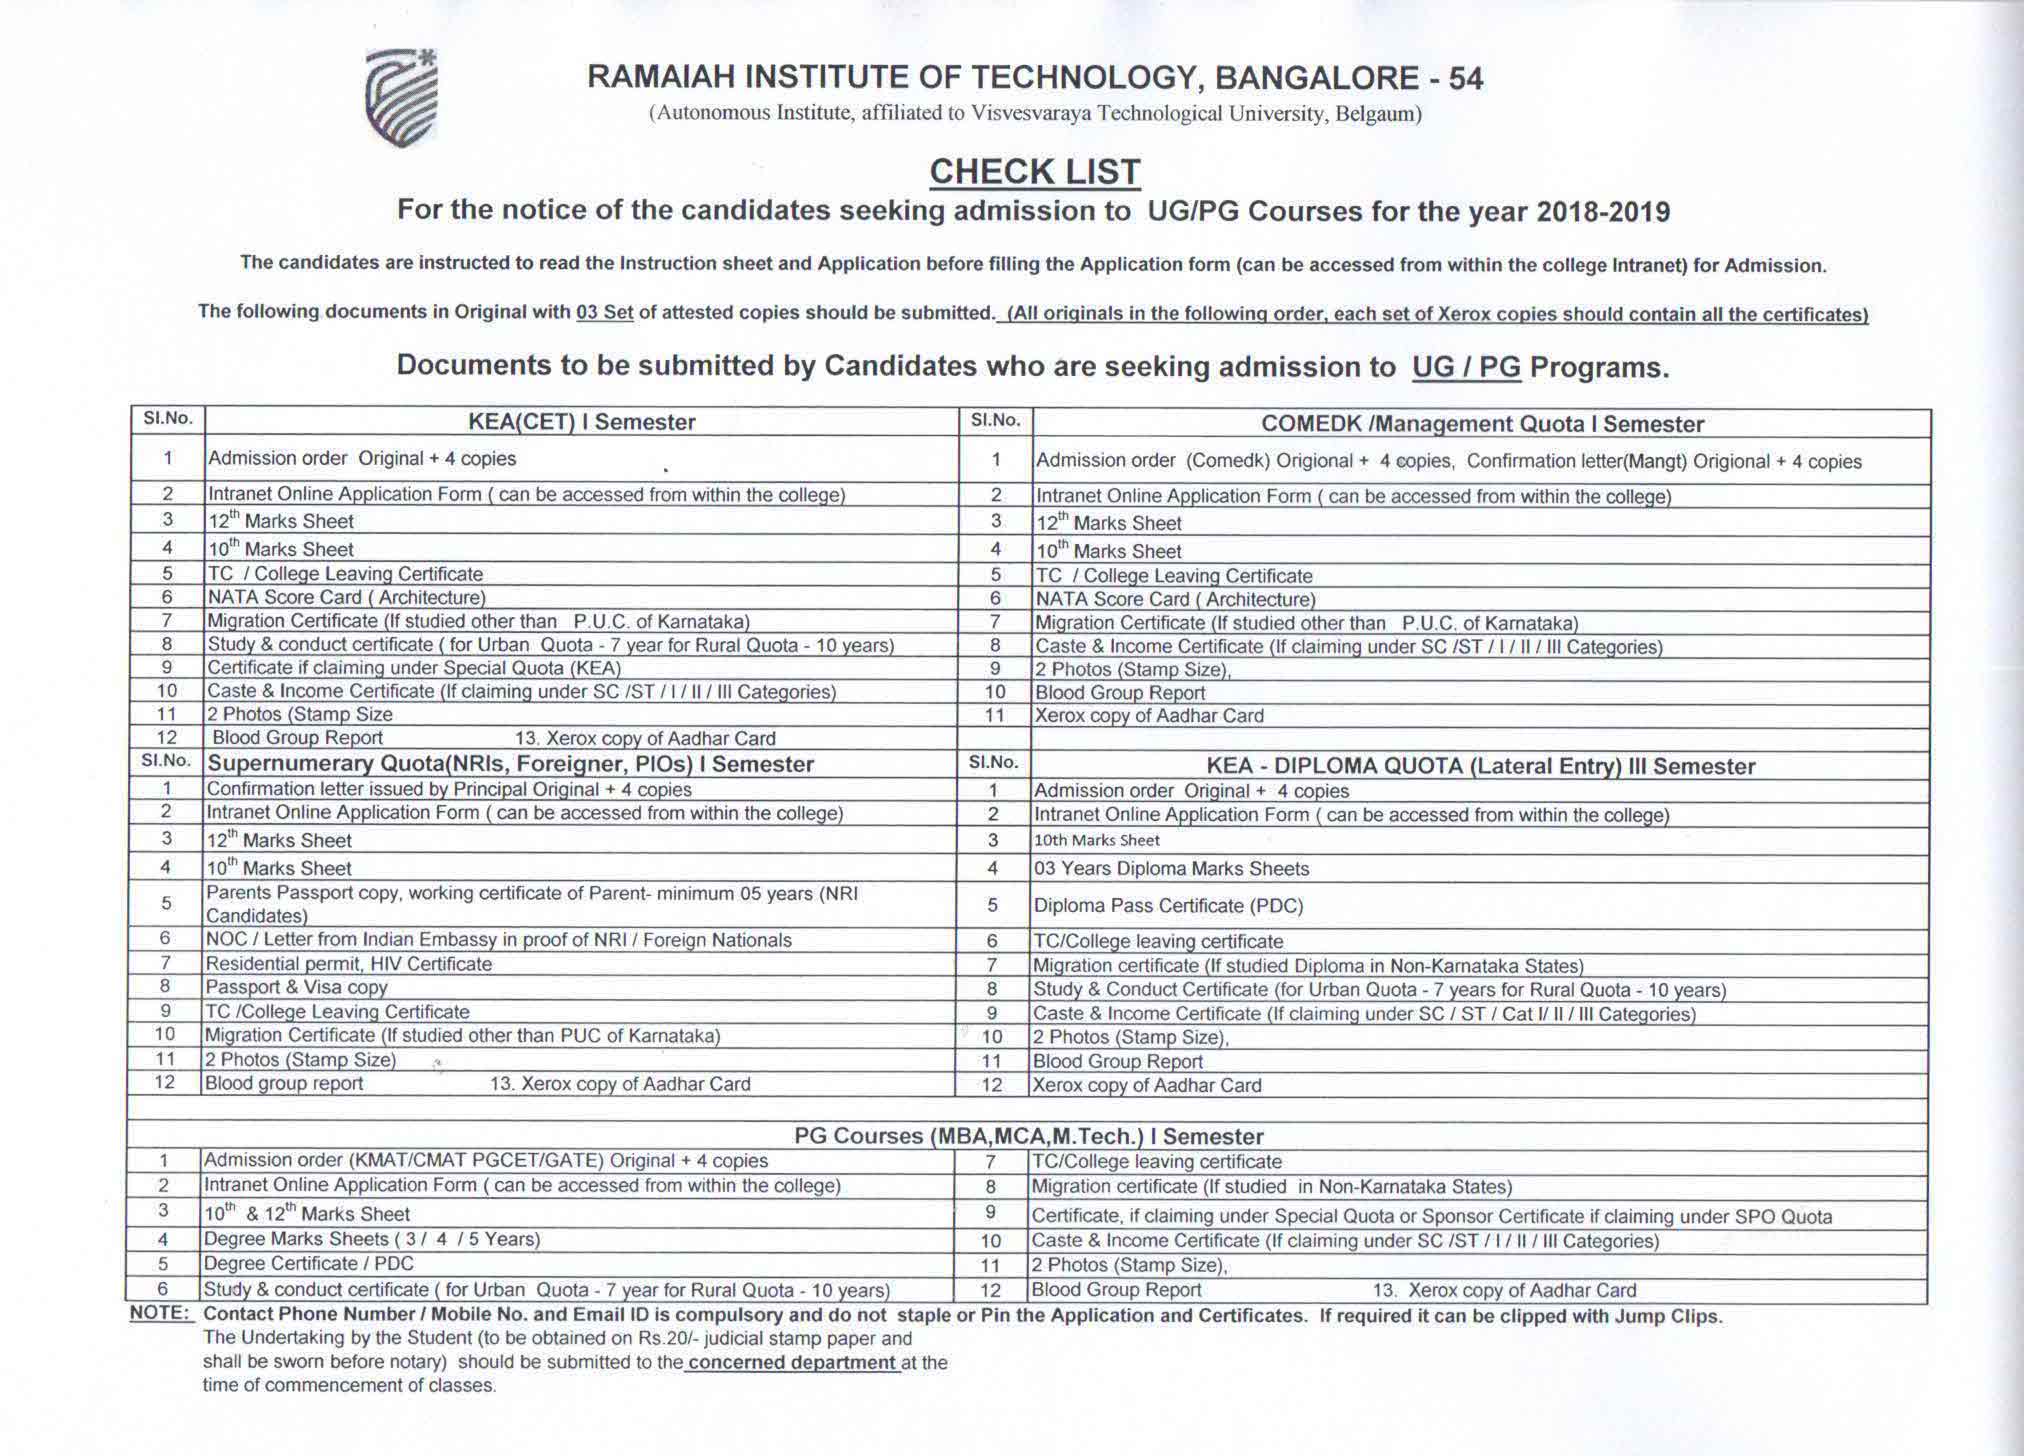 RAMAIAH INSTITUTE OF TECHNOLOGY, BANGALORE - 54
(Autonomous Institute, affiliated to Visvesvaraya Technological University, Belgaum)
CHECK LIST
For the notice of the candidates seeking admission to UG/PG Courses for the year 2018-2019
The candidates are instructed to read the Instruction sheet and Application before filling the Application form (can be accessed from within the college Intranet) for Admission.
The following documents in Original with 03 Set of attested copies should be submitted. (All originals in the following order, each set of Xerox copies should contain all the certificates)
Documents to be submitted by Candidates who are seeking admission to UG / PG Programs.
Sl.No. KEA(CET) I Semester Sl.No. COMEDK /Management Quota I Semester
1 Admission order Original + 4 copies 1 Admission order (Comedk) Origional + 4 copies, Confirmation letter(Mangt) Origional + 4 copies
2 Intranet Online Application Form ( can be accessed from within the college) 2 Intranet Online Application Form ( can be accessed from within the college)
3 12th Marks Sheet 3 12th Marks Sheet
4 10th Marks Sheet 4 10th Marks Sheet
5 TC / College Leaving Certificate 5 TC / College Leaving Certificate
6 NATA Score Card ( Architecture) 6 NATA Score Card ( Architecture)
7 Migration Certificate (If studied other than P.U.C. of Karnataka) 7 Migration Certificate (If studied other than P.U.C. of Karnataka)
8 Study & conduct certificate ( for Urban Quota - 7 year for Rural Quota - 10 years) 8 Caste & Income Certificate (If claiming under SC /ST / I / II / III Categories)
9 Certificate if claiming under Special Quota (KEA) 9 2 Photos (Stamp Size),
10 Caste & Income Certificate (If claiming under SC /ST / I / II / III Categories) 10 Blood Group Report
11 2 Photos (Stamp Size 11 Xerox copy of Aadhar Card
12 Blood Group Report 13. Xerox copy of Aadhar Card
Sl.No. Supernumerary Quota(NRIs, Foreigner, PIOs) I Semester Sl.No. KEA - DIPLOMA QUOTA (Lateral Entry) III Semester
1 Confirmation letter issued by Principal Original + 4 copies 1 Admission order Original + 4 copies
2 Intranet Online Application Form ( can be accessed from within the college) 2 Intranet Online Application Form ( can be accessed from within the college)
3 12th Marks Sheet 3 10th Marks Sheet
4 10th Marks Sheet 4 03 Years Diploma Marks Sheets
5 Parents Passport copy, working certificate of Parent- minimum 05 years (NRI
Candidates) 5 Diploma Pass Certificate (PDC)
6 NOC / Letter from Indian Embassy in proof of NRI / Foreign Nationals 6 TC/College leaving certificate
7 Residential permit, HIV Certificate 7 Migration certificate (If studied Diploma in Non-Karnataka States)
8 Passport & Visa copy 8 Study & Conduct Certificate (for Urban Quota - 7 years for Rural Quota - 10 years)
9 TC /College Leaving Certificate 9 Caste & Income Certificate (If claiming under SC / ST / Cat I/ II / III Categories)
10 Migration Certificate (If studied other than PUC of Karnataka) 10 2 Photos (Stamp Size),
11 2 Photos (Stamp Size) 11 Blood Group Report
12 Blood group report 13. Xerox copy of Aadhar Card 12 Xerox copy of Aadhar Card
PG Courses (MBA,MCA,M.Tech.) I Semester
1 Admission order (KMAT/CMAT PGCET/GATE) Original + 4 copies 7 TC/College leaving certificate
2 Intranet Online Application Form ( can be accessed from within the college) 8 Migration certificate (If studied in Non-Karnataka States)
3 10th & 12th Marks Sheet 9 Certificate, if claiming under Special Quota or Sponsor Certificate if claiming under SPO Quota
4 Degree Marks Sheets ( 3 / 4 / 5 Years) 10 Caste & Income Certificate (If claiming under SC /ST / I / II / III Categories)
5 Degree Certificate / PDC 11 2 Photos (Stamp Size),
6 Study & conduct certificate ( for Urban Quota - 7 year for Rural Quota - 10 years) 12 Blood Group Report 13. Xerox copy of Aadhar Card
NOTE: Contact Phone Number / Mobile No. and Email ID is compulsory and do not staple or Pin the Application and Certificates. If required it can be clipped with Jump Clips.
The Undertaking by the Student (to be obtained on Rs.20/- judicial stamp paper and
shall be sworn before notary) should be submitted to the concerned department at the
time of commencement of classes.